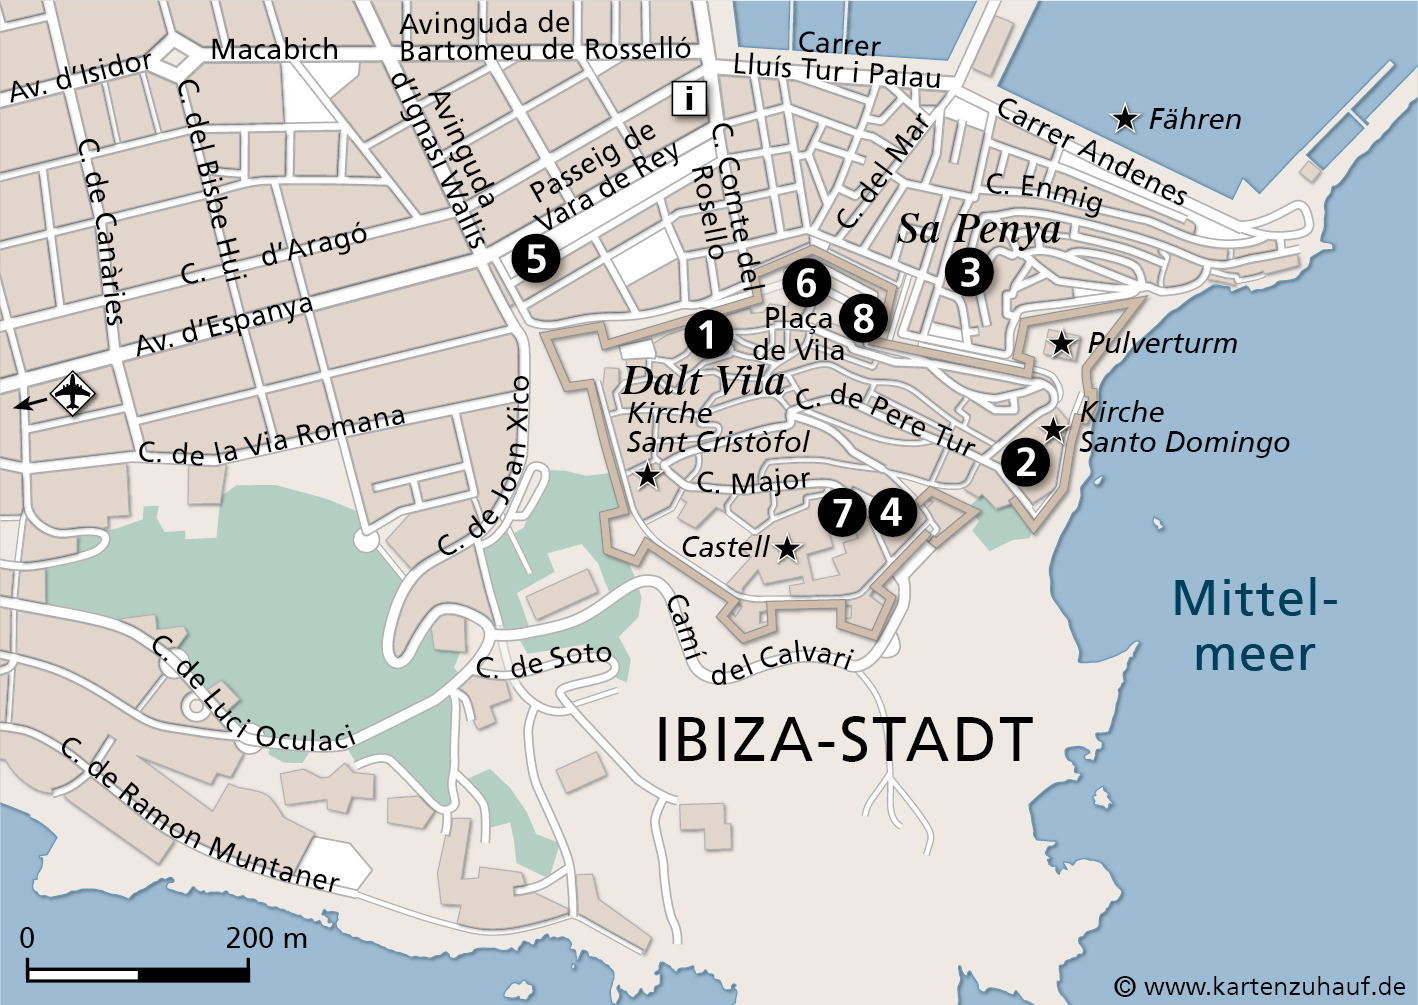 Avinguda de
Bartomeu de Rosselló
Macabich
Av. d'Isidor
Carrer
Lluís Tur i Palau
C. del Bisbe Hui
C. de Canàries
Avinguda
d'Ignasi Wallis
i
Passeig de
Vara de Rey
C. Comte del
Rosello
C. del Mar
Carrer Andenes
Fähren
C. Enmig
Sa Penya
C. d'Aragó
Av. d'Espanya
5
6
3
8
1
Plaça
de Vila
Pulverturm
Dalt Vila
Kirche
Sant Cristòfol
C. de Pere Tur
Kirche
Santo Domingo
2
C. de la Via Romana
C. de Joan Xico
C. Major
7
4
Castell
Mittel-
meer
Camí
del Calvari
C. de Soto
C. de Luci Oculaci
IBIZA-STADT
C. de Ramon Muntaner
0
200 m
© www.kartenzuhauf.de